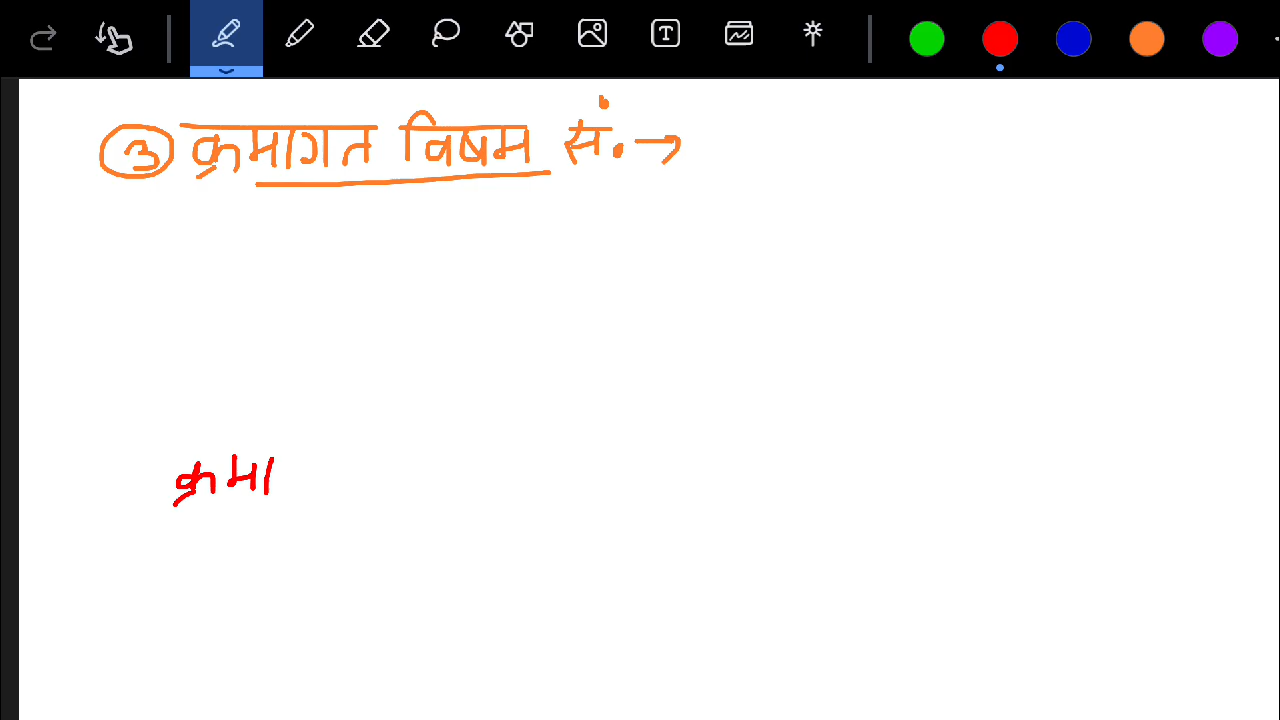 ③ क्रमागत विषम सं. →
क्रमा